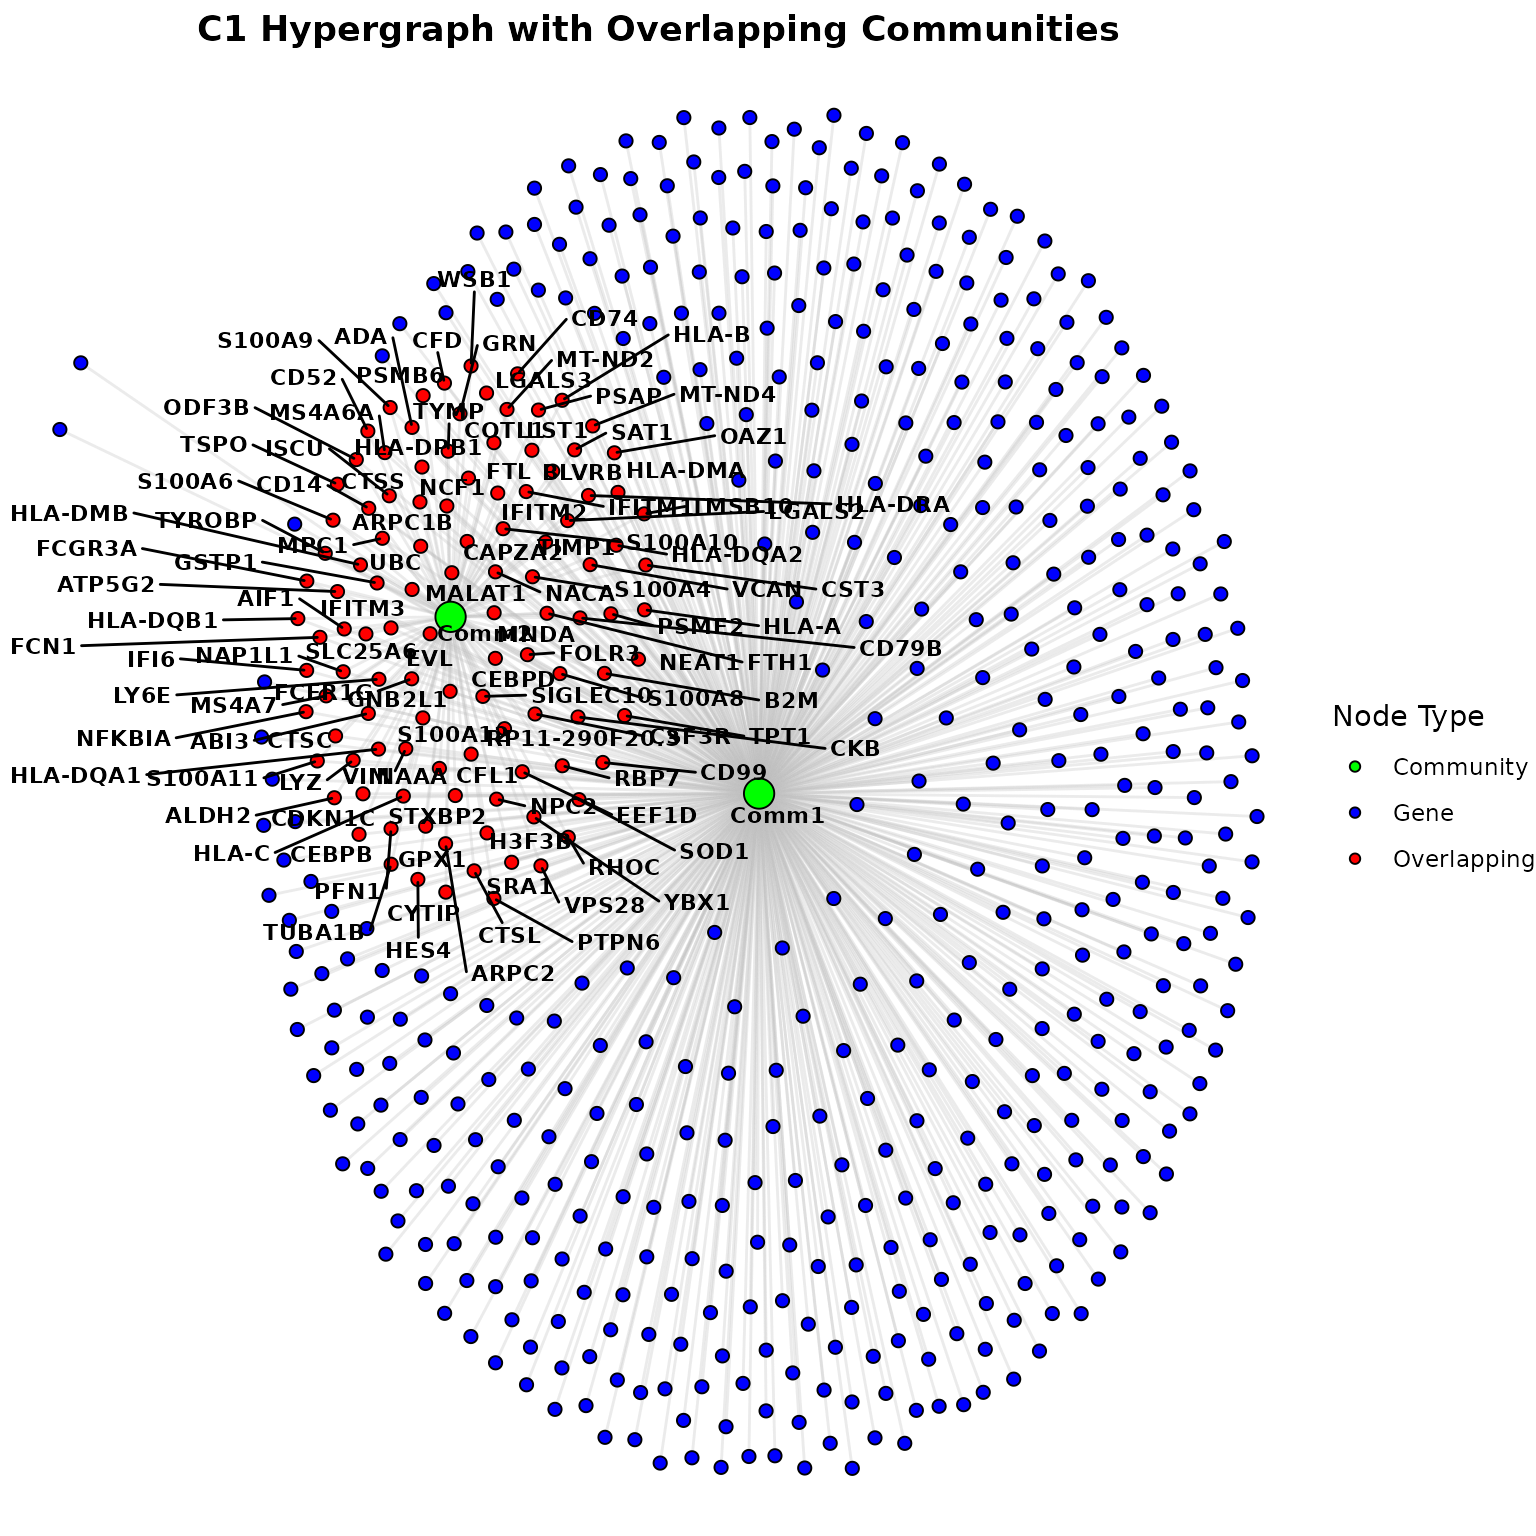 C1 Hypergraph with Overlapping Communities
WSB1
CD74
S100A9
ADA
CFD
GRN
HLA-B
MT-ND2
CD52
PSMB6
LGALS3
PSAP
MT-ND4
ODF3B
MS4A6A
TYMP
COTL1
LST1
SAT1
OAZ1
TSPO
ISCU
HLA-DPB1
S100A6
CD14
CTSS
NCF1
FTL
BLVRB
HLA-DMA
HLA-DMB
TYROBP
ARPC1B
IFITM2
IFITM1
TMSB10
LGALS2
HLA-DRA
FCGR3A
MPC1
CAPZA2
TIMP1
S100A10
HLA-DQA2
GSTP1
UBC
ATP5G2
AIF1
IFITM3
MALAT1
NACA
S100A4
VCAN
CST3
HLA-DQB1
Comm2
MNDA
PSME2
HLA-A
FCN1
IFI6
NAP1L1
SLC25A6
EVL
FOLR3
NEAT1
FTH1
CD79B
LY6E
MS4A7
FCER1G
GNB2L1
CEBPD
SIGLEC10
S100A8
B2M
NFKBIA
ABI3
CTSC
S100A12
RP11-290F20.3
CSF3R
TPT1
CKB
HLA-DQA1
S100A11
LYZ
VIM
NAAA
CFL1
RBP7
CD99
ALDH2
CDKN1C
STXBP2
NPC2
EEF1D
Comm1
HLA-C
CEBPB
GPX1
H3F3B
RHOC
SOD1
PFN1
CYTIP
SRA1
VPS28
YBX1
TUBA1B
HES4
CTSL
PTPN6
ARPC2
Node Type
Community
Gene
Overlapping